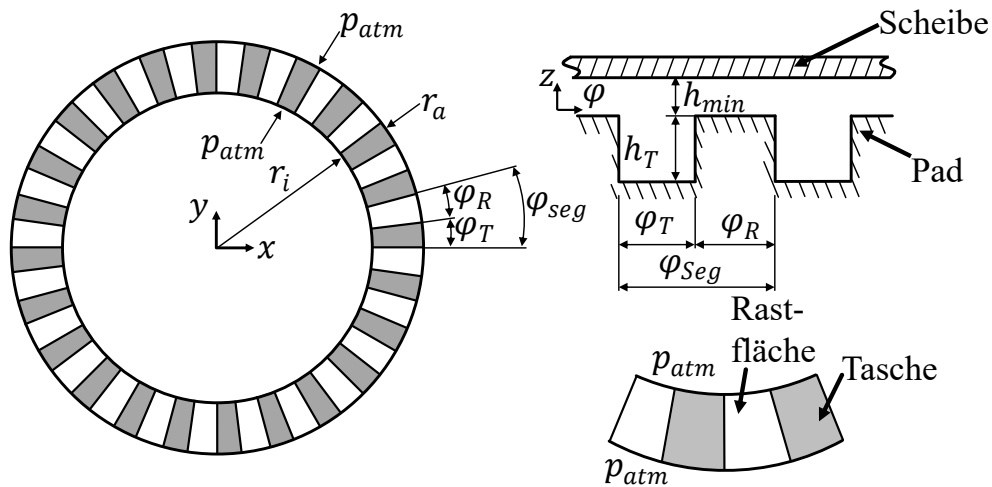 p_atm
r_a
p_atm
r_i
φ_R
φ_T
φ_seg
y
x
Scheibe
z
φ
h_min
h_T
Pad
φ_T
φ_R
φ_Seg
Rast-
fläche
p_atm
Tasche
p_atm